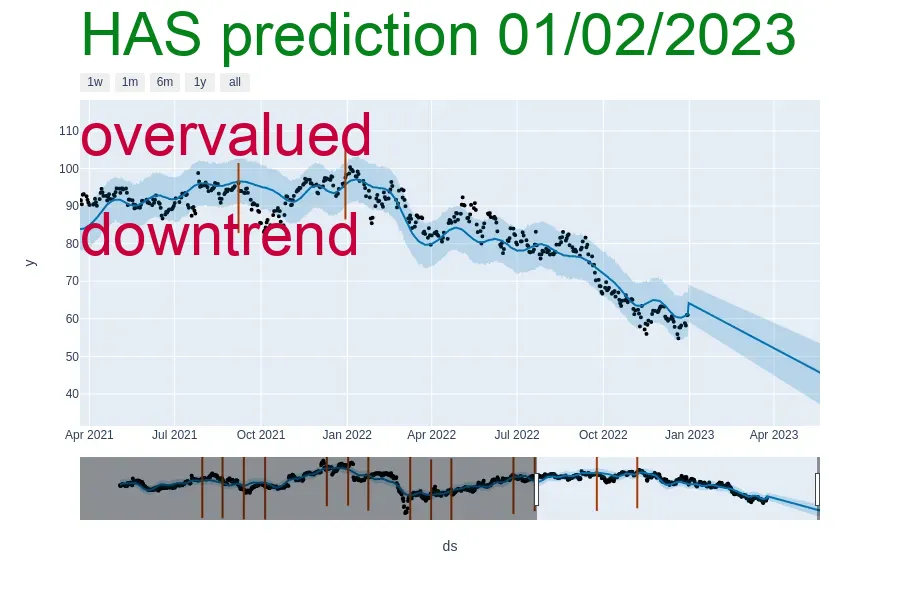 HAS prediction 01/02/2023
1w 1m 6m 1y all
overvalued
downtrend
110
100
90
80
70
60
50
40
y
Apr 2021 Jul 2021 Oct 2021 Jan 2022 Apr 2022 Jul 2022 Oct 2022 Jan 2023 Apr 2023
ds